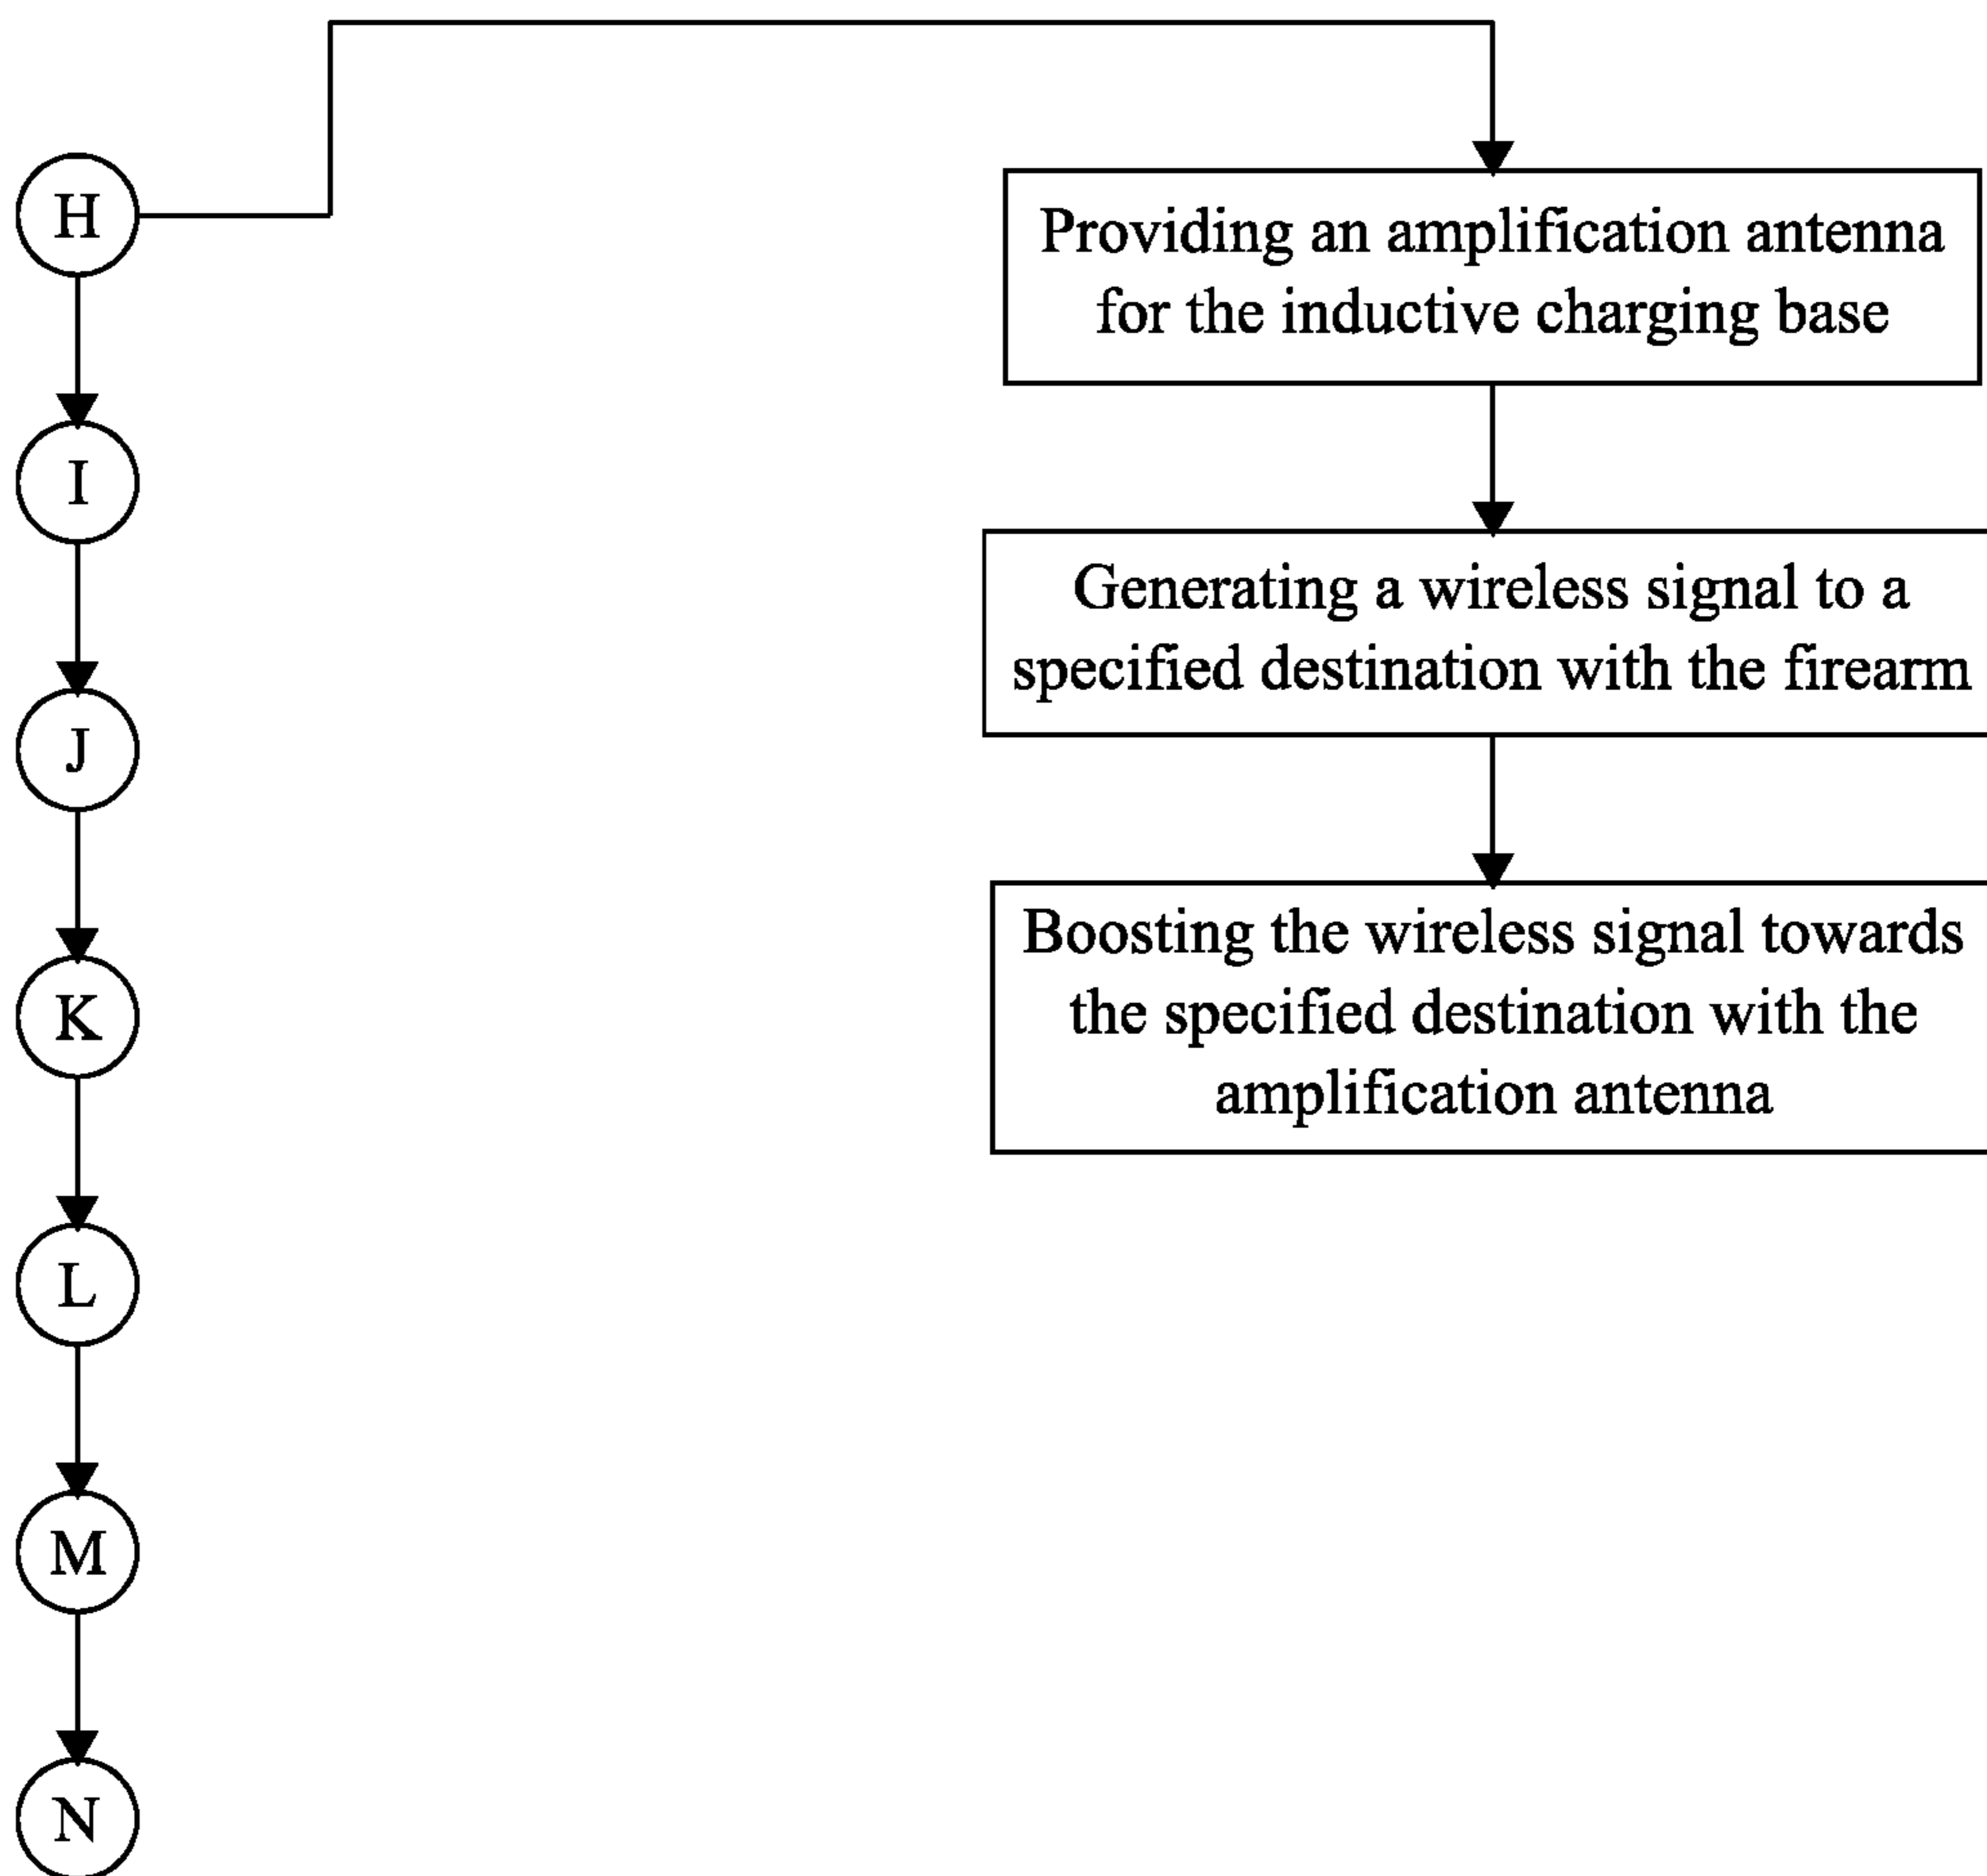 H
I
J
K
L
M
N
Providing an amplification antenna
for the inductive charging base
Generating a wireless signal to a
specified destination with the firearm
Boosting the wireless signal towards
the specified destination with the
amplification antenna